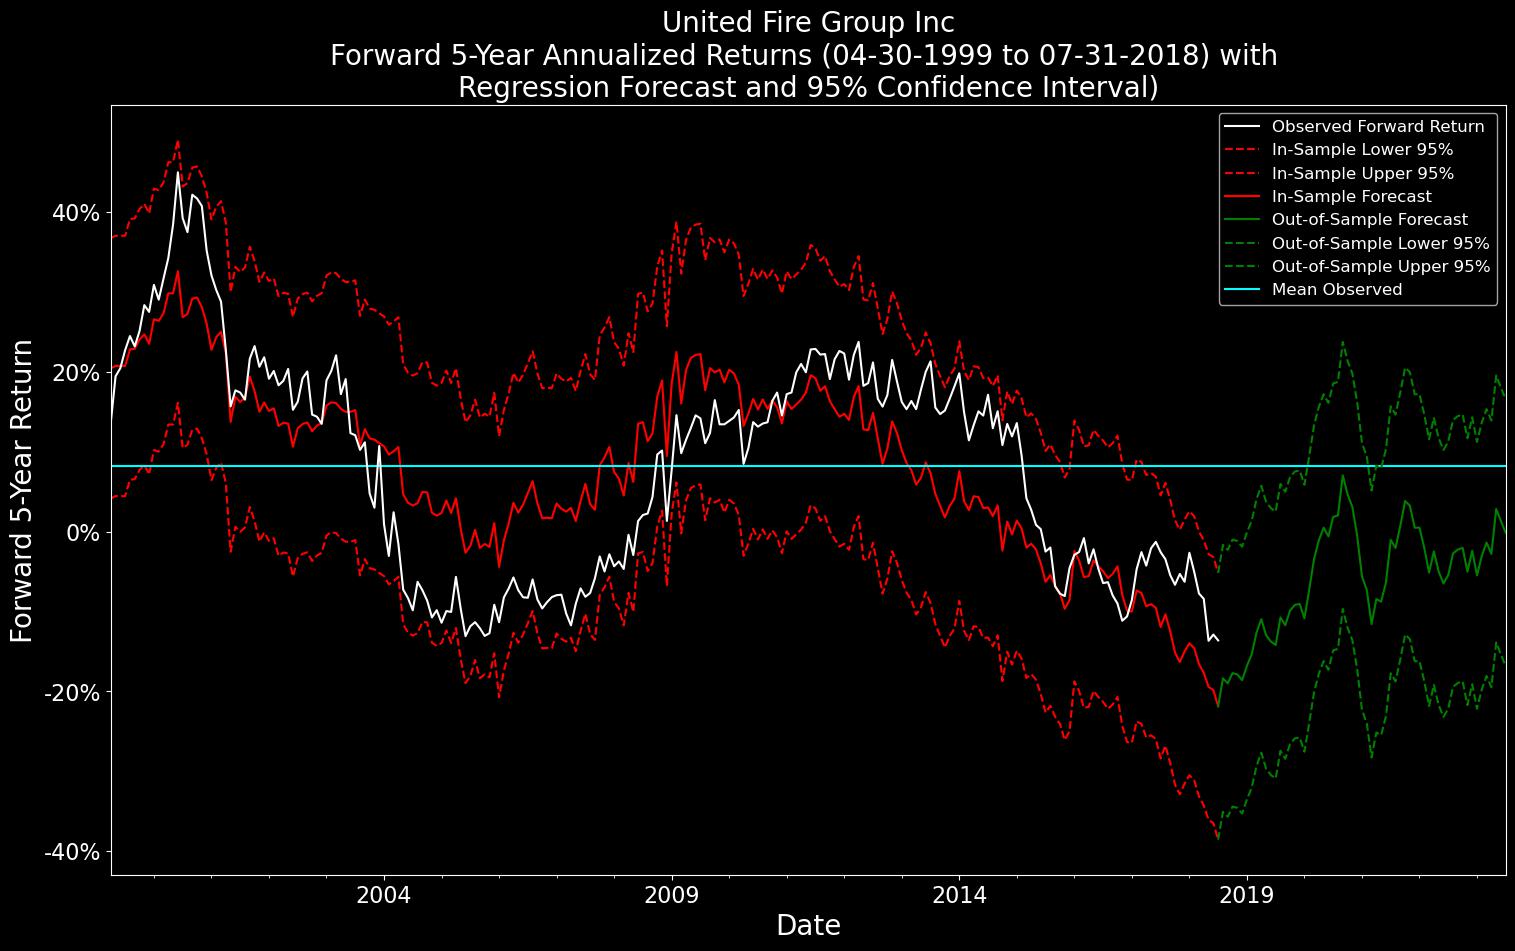 United Fire Group Inc
Forward 5-Year Annualized Returns (04-30-1999 to 07-31-2018) with
Regression Forecast and 95% Confidence Interval)
Observed Forward Return
In-Sample Lower 95%
In-Sample Upper 95%
In-Sample Forecast
Out-of-Sample Forecast
Out-of-Sample Lower 95%
Out-of-Sample Upper 95%
Mean Observed
Forward 5-Year Return
40%
20%
0%
-20%
-40%
2004
2009
2014
2019
Date